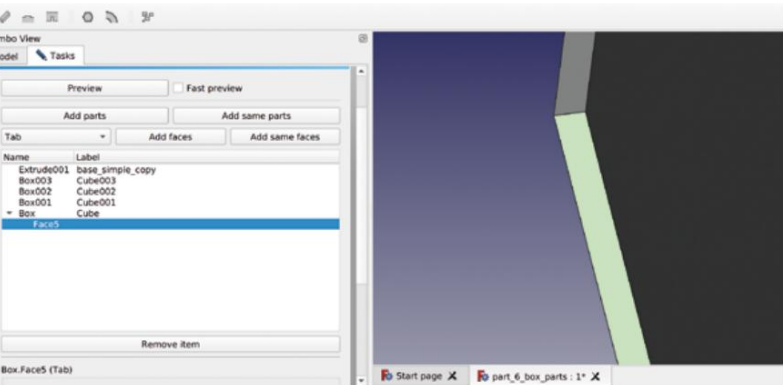 mbo View
odel Tasks
Preview Fast preview
Add parts Add same parts
Tab Add faces Add same faces
Name Label
Extrude001 base_simple_copy
Box003 Cube003
Box002 Cube002
Box001 Cube001
Box Cube
Face5
Remove item
Box.Face5 (Tab)
Start page X part_6_box_parts : 1* X